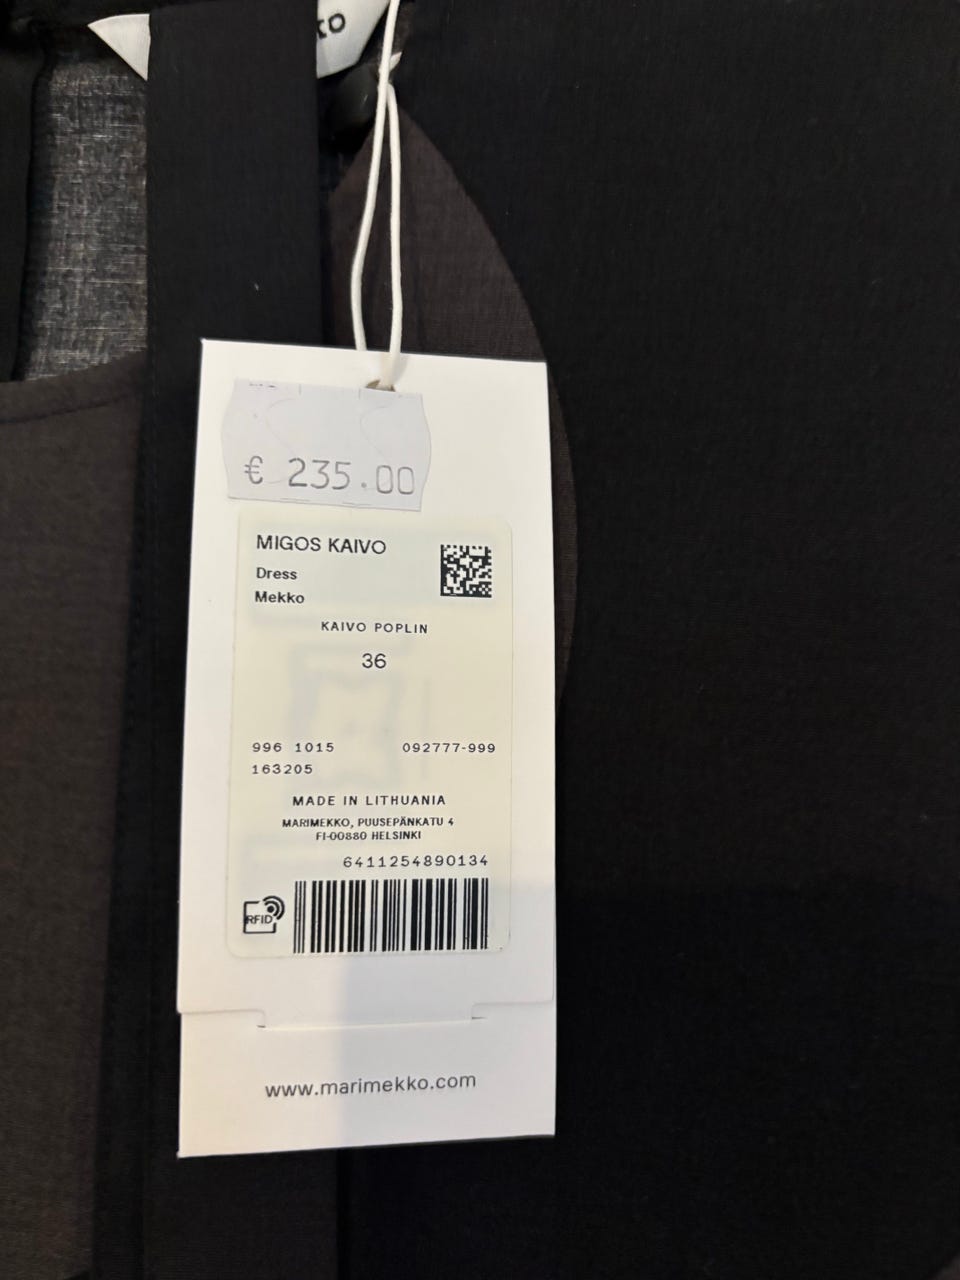 ko
€ 235.00
MIGOS KAIVO
Dress
Mekko
KAIVO POPLIN
36
996 1015 092777-999
163205
MADE IN LITHUANIA
MARIMEKKO, PUUSEPÄNKATU 4
FI-00880 HELSINKI
6411254890134
RFID
www.marimekko.com